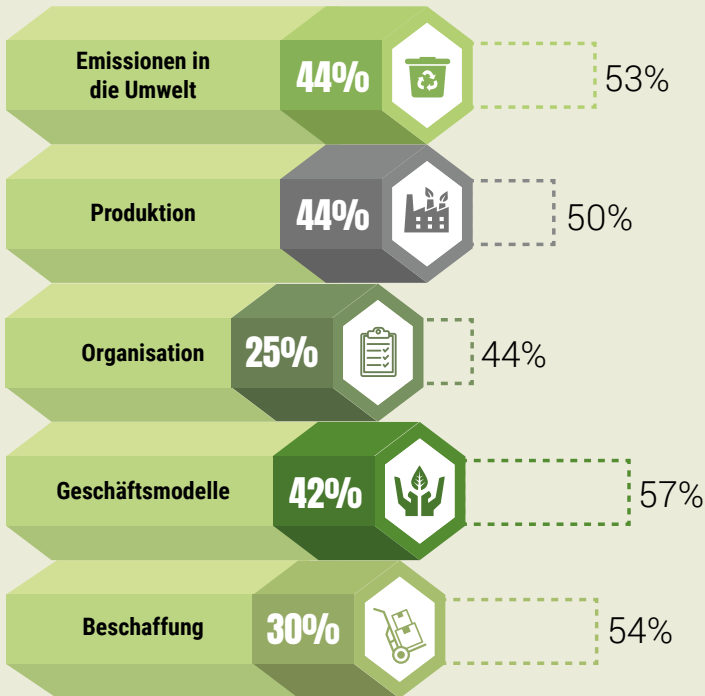 Emissionen in
die Umwelt
44%
53%
Produktion
44%
50%
Organisation
25%
44%
Geschäftsmodelle
42%
57%
Beschaffung
30%
54%